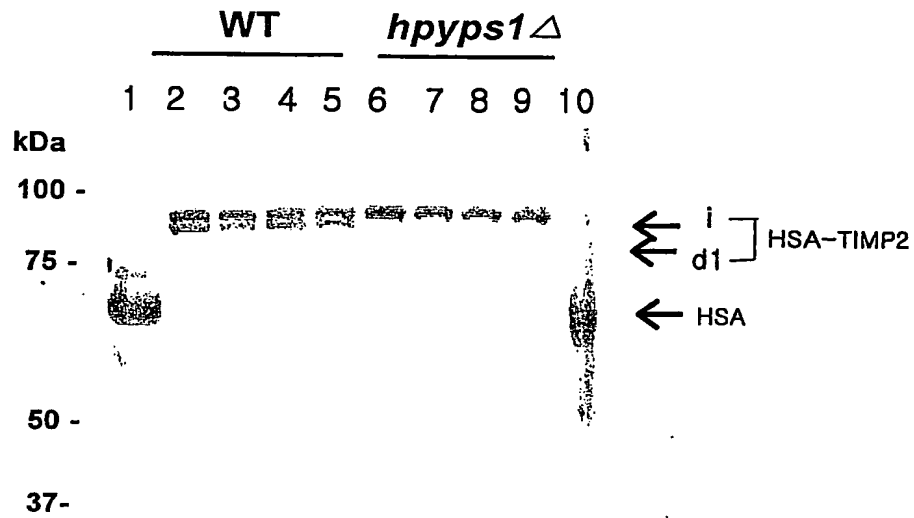 WT hpyps1△
1 2 3 4 5 6 7 8 9 10
kDa
100 -
i
HSA-TIMP2
75 -
d1
HSA
50 -
37-